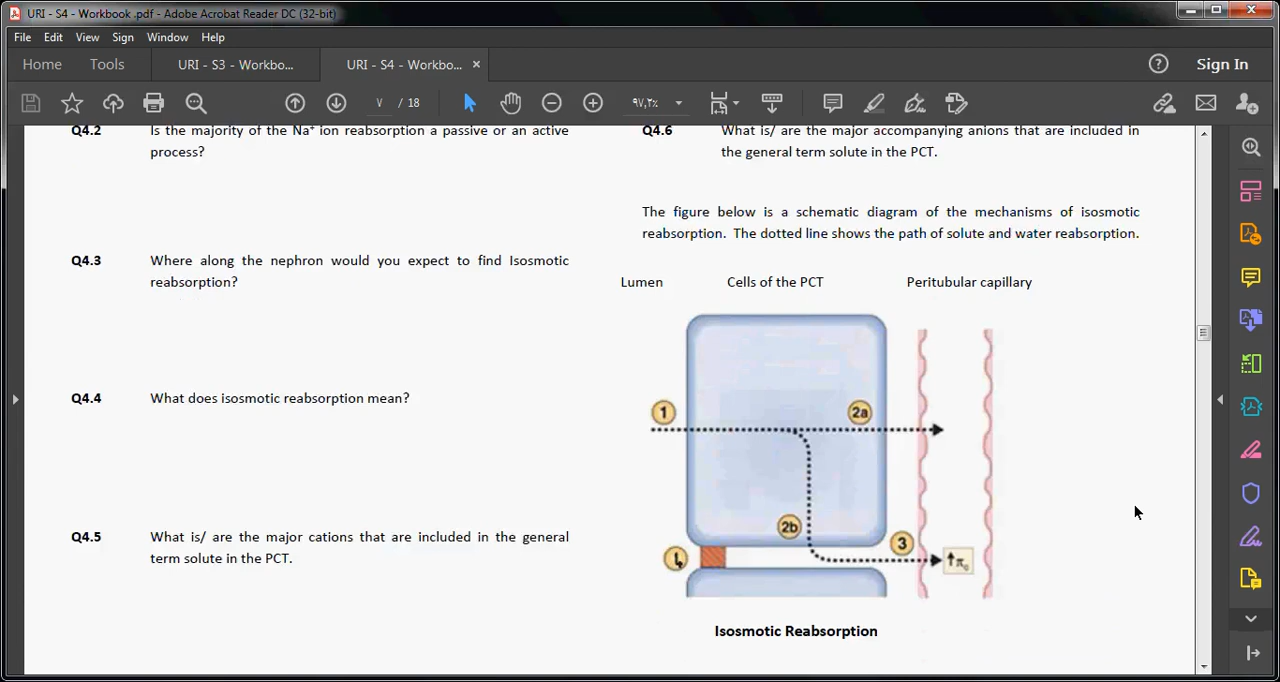 URI - S4 - Workbook .pdf - Adobe Acrobat Reader DC (32-bit)
File Edit View Sign Window Help
Home Tools URI - S3 - Workbo... URI - S4 - Workbo... ×
Sign In
٧ / 18
٩٧,٢٪
Q4.2 Is the majority of the Na⁺ ion reabsorption a passive or an active
process?
Q4.3 Where along the nephron would you expect to find Isosmotic
reabsorption?
Q4.4 What does isosmotic reabsorption mean?
Q4.5 What is/ are the major cations that are included in the general
term solute in the PCT.
Q4.6 What is/ are the major accompanying anions that are included in
the general term solute in the PCT.
The figure below is a schematic diagram of the mechanisms of isosmotic
reabsorption. The dotted line shows the path of solute and water reabsorption.
Lumen Cells of the PCT Peritubular capillary
1 2a
2b 3
↑π
Isosmotic Reabsorption